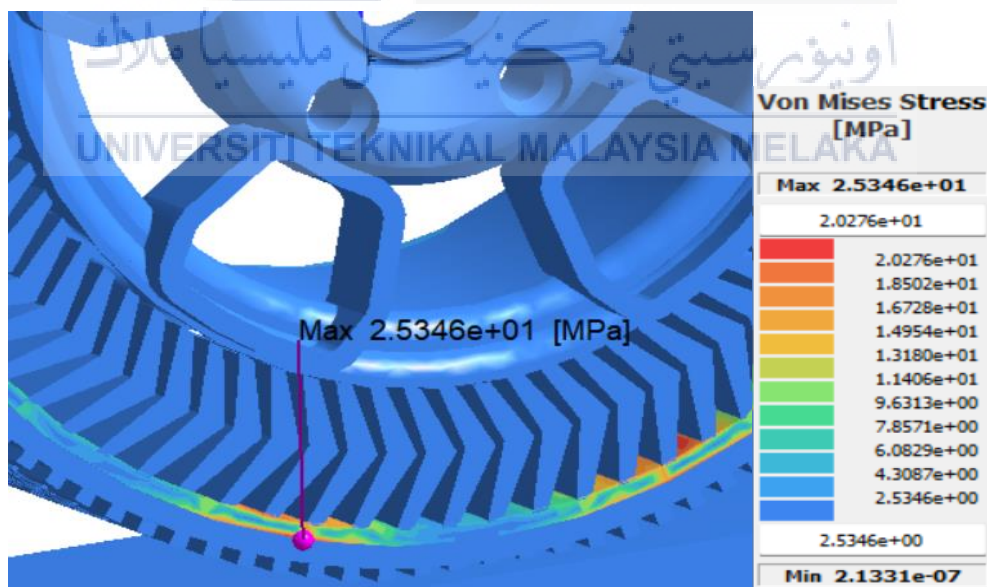 اونيۏرسيتي تيكنيكل مليسيا ملاك
UNIVERSITI TEKNIKAL MALAYSIA MELAKA
Von Mises Stress
[MPa]
Max 2.5346e+01
2.0276e+01
2.0276e+01
1.8502e+01
1.6728e+01
1.4954e+01
1.3180e+01
1.1406e+01
9.6313e+00
7.8571e+00
6.0829e+00
4.3087e+00
2.5346e+00
2.5346e+00
Min 2.1331e-07
Max 2.5346e+01 [MPa]